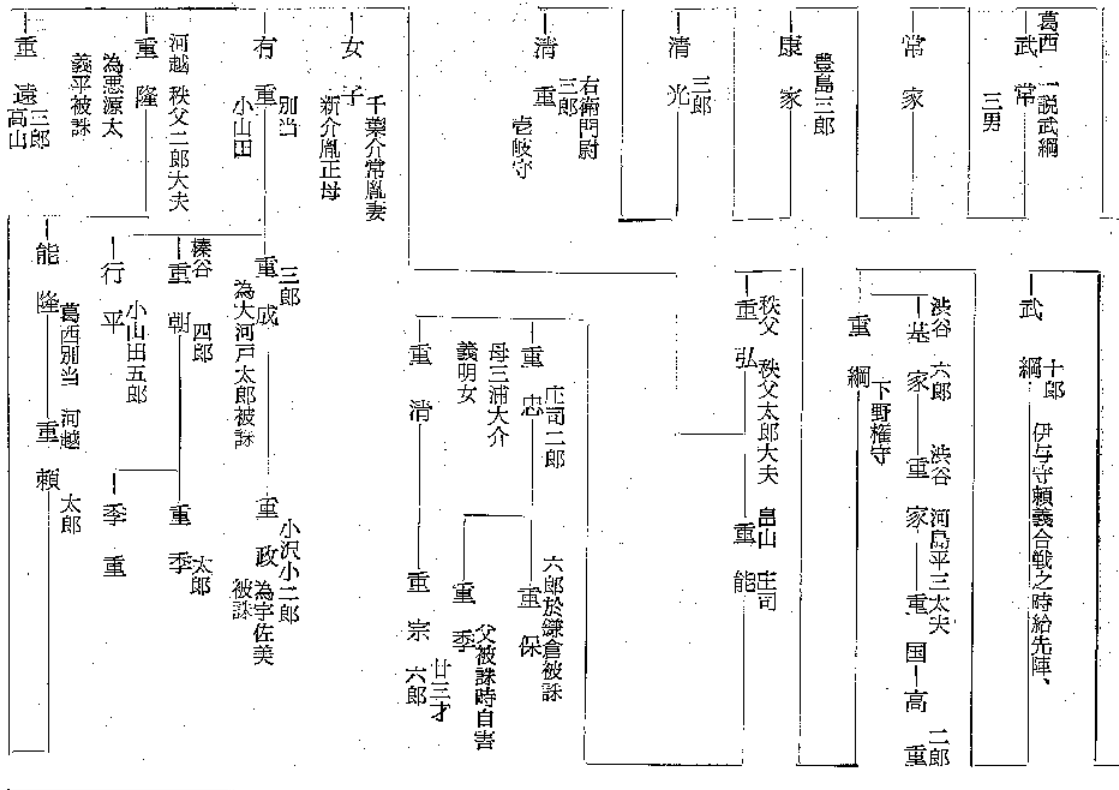 葛西
一説武綱
武常
三男
常家
豊島三郎
康家
三郎
清光
右衛門尉
三郎
清重
壱岐守
千葉介常胤妻
女子
新介胤正母
別当
有重
小山田
河越 秩父二郎大夫
重隆
為悪源太
義平被誅
三郎
重遠
高山
十郎
武綱
伊与守頼義合戦之時給先陣、
渋谷 六郎
基家
渋谷 河島平三大夫
重家
重国
二郎
高重
下野権守
重綱
秩父 秩父太郎大夫
重弘
畠山 庄司
重能
庄司二郎
重忠
母三浦大介
義明女
重清
六郎於鎌倉被誅
重保
父被誅時自害
重季
廿三才
重宗
六郎
三郎
重成
為大河戸太郎被誅
小沢小二郎
重政
為宇佐美
被誅
榛谷 四郎
重朝
太郎
重季
季重
小山田五郎
行平
能隆
葛西別当
河越 太郎
重頼